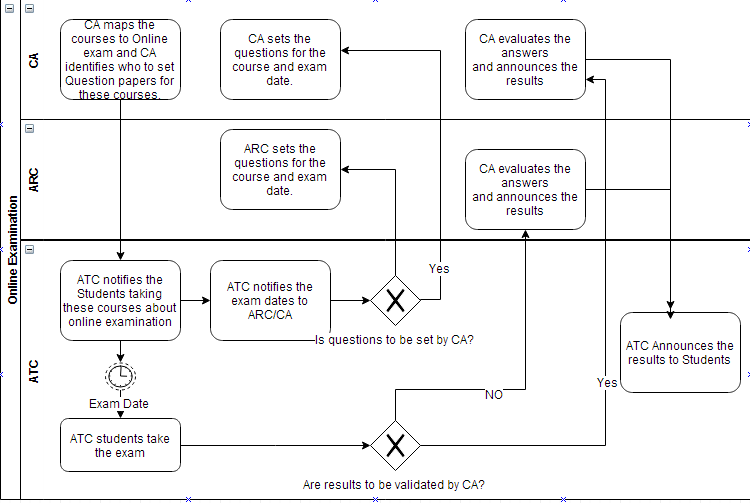 Online Examination
CA
CA maps the
courses to Online
exam and CA
identifies who to set
Question papers for
these courses.
CA sets the
questions for the
course and exam
date.
CA evaluates the
answers
and announces the
results
ARC
ARC sets the
questions for the
course and exam
date.
CA evaluates the
answers
and announces the
results
ATC
ATC notifies the
Students taking
these courses about
online examination
ATC notifies the
exam dates to
ARC/CA
Yes
Is questions to be set by CA?
ATC Announces the
results to Students
Exam Date
NO
Yes
ATC students take
the exam
Are results to be validated by CA?